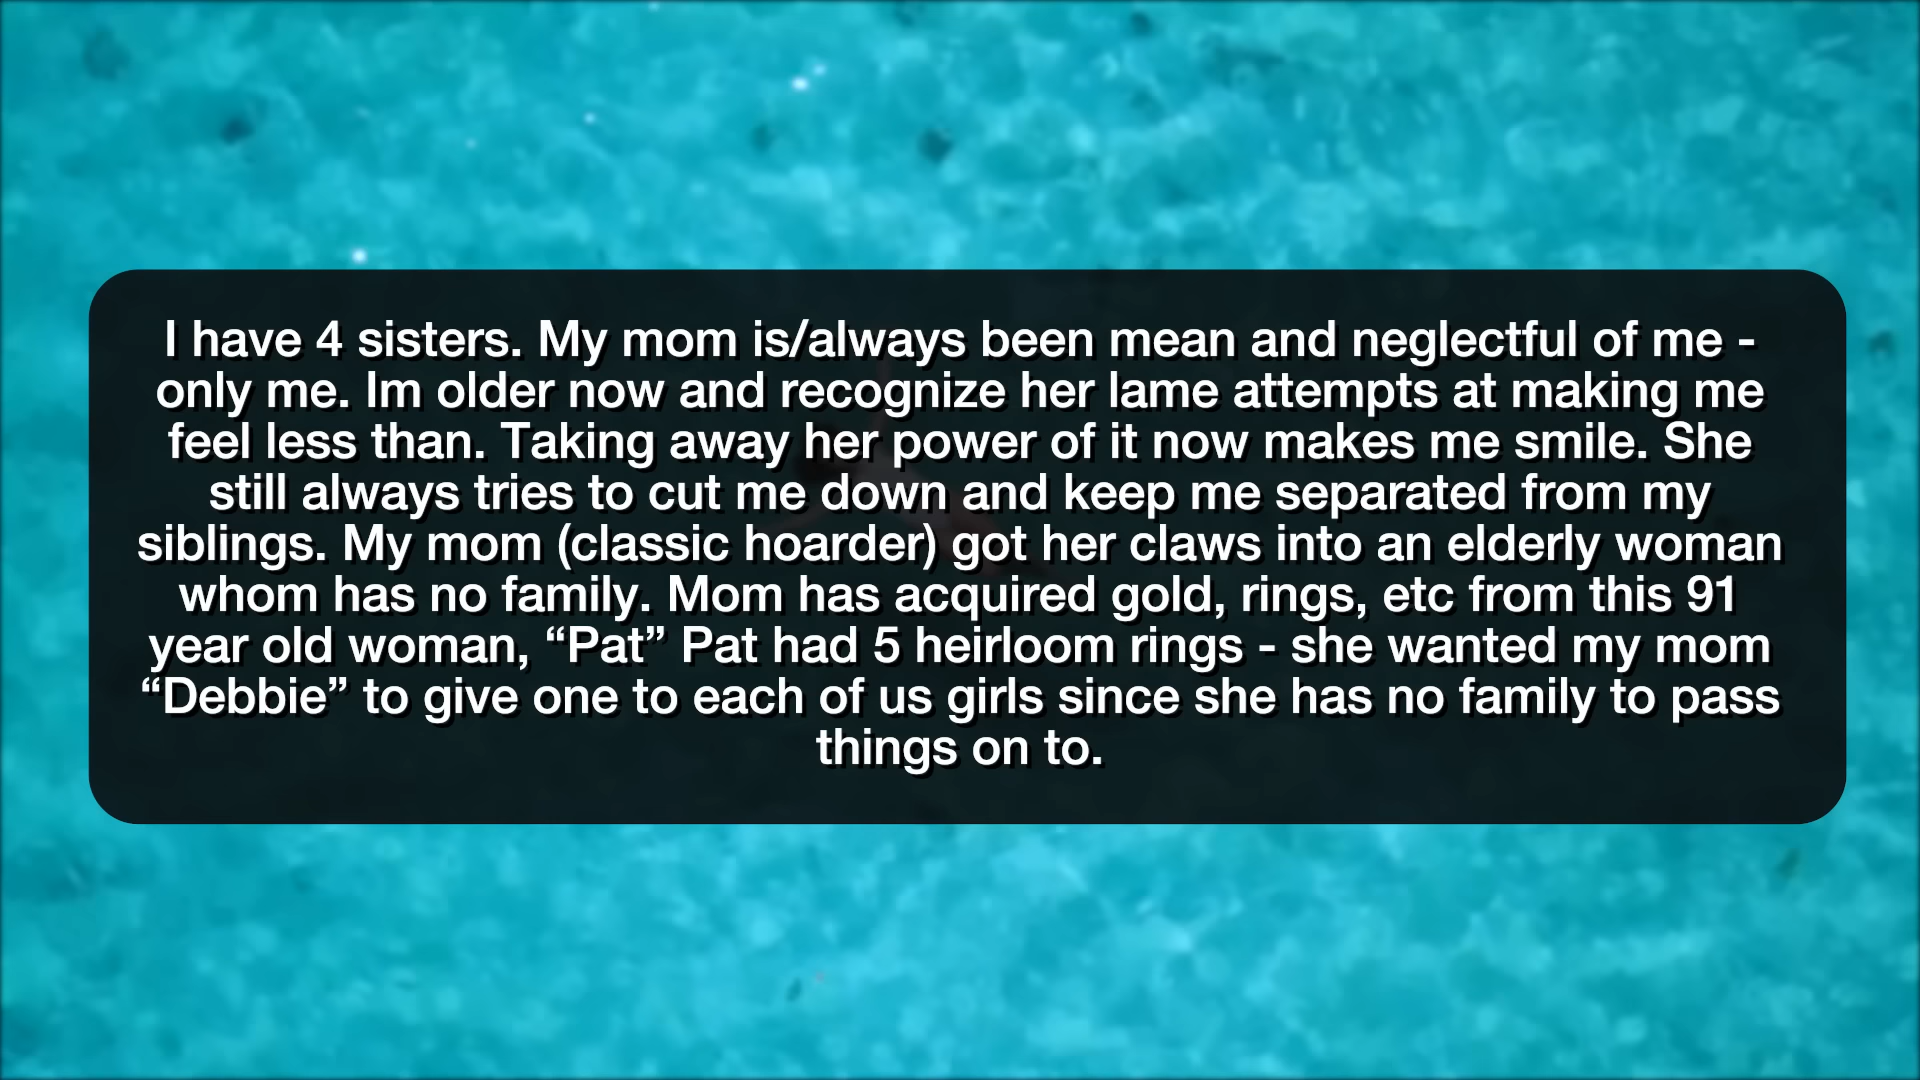 I have 4 sisters. My mom is/always been mean and neglectful of me -
only me. Im older now and recognize her lame attempts at making me
feel less than. Taking away her power of it now makes me smile. She
still always tries to cut me down and keep me separated from my
siblings. My mom (classic hoarder) got her claws into an elderly woman
whom has no family. Mom has acquired gold, rings, etc from this 91
year old woman, “Pat” Pat had 5 heirloom rings - she wanted my mom
“Debbie” to give one to each of us girls since she has no family to pass
things on to.